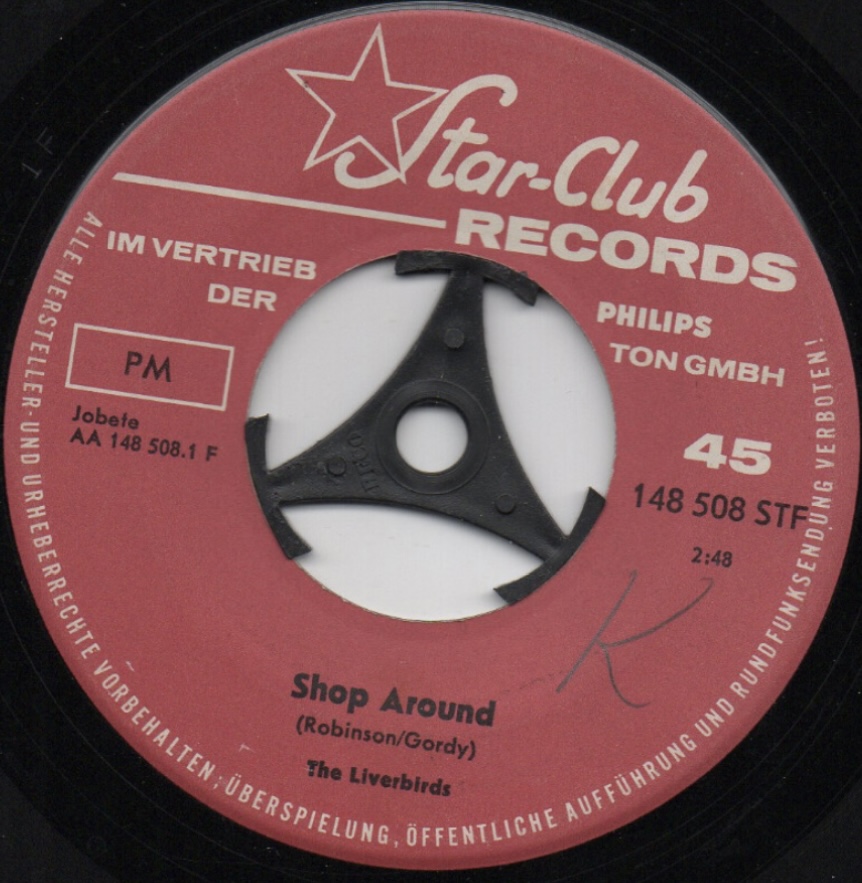 Star-Club
RECORDS
IM VERTRIEB
DER
PHILIPS
TON GMBH
PM
Jobete
AA 148 508.1 F
45
148 508 STF
2:48
K
Shop Around
(Robinson/Gordy)
The Liverbirds
ALLE HERSTELLER- UND URHEBERRECHTE VORBEHALTEN; ÜBERSPIELUNG, ÖFFENTLICHE AUFFÜHRUNG UND RUNDFUNKSENDUNG VERBOTEN!
1 F